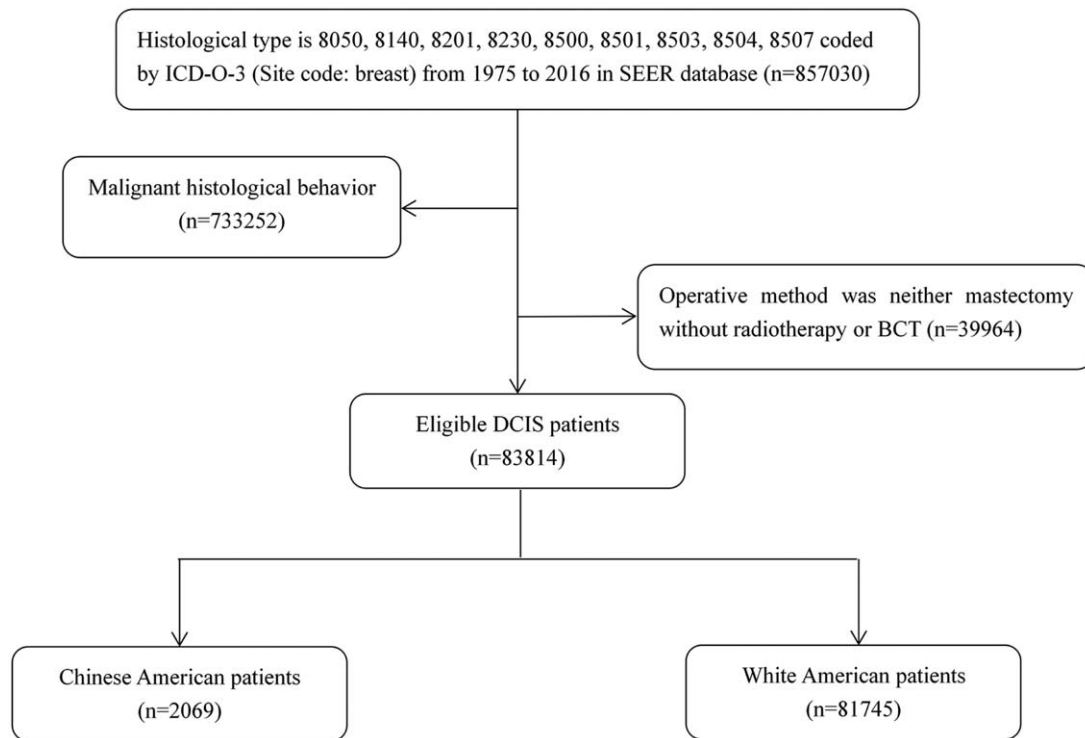 Histological type is 8050, 8140, 8201, 8230, 8500, 8501, 8503, 8504, 8507 coded
by ICD-O-3 (Site code: breast) from 1975 to 2016 in SEER database (n=857030)
Malignant histological behavior
(n=733252)
Operative method was neither mastectomy
without radiotherapy or BCT (n=39964)
Eligible DCIS patients
(n=83814)
Chinese American patients
(n=2069)
White American patients
(n=81745)